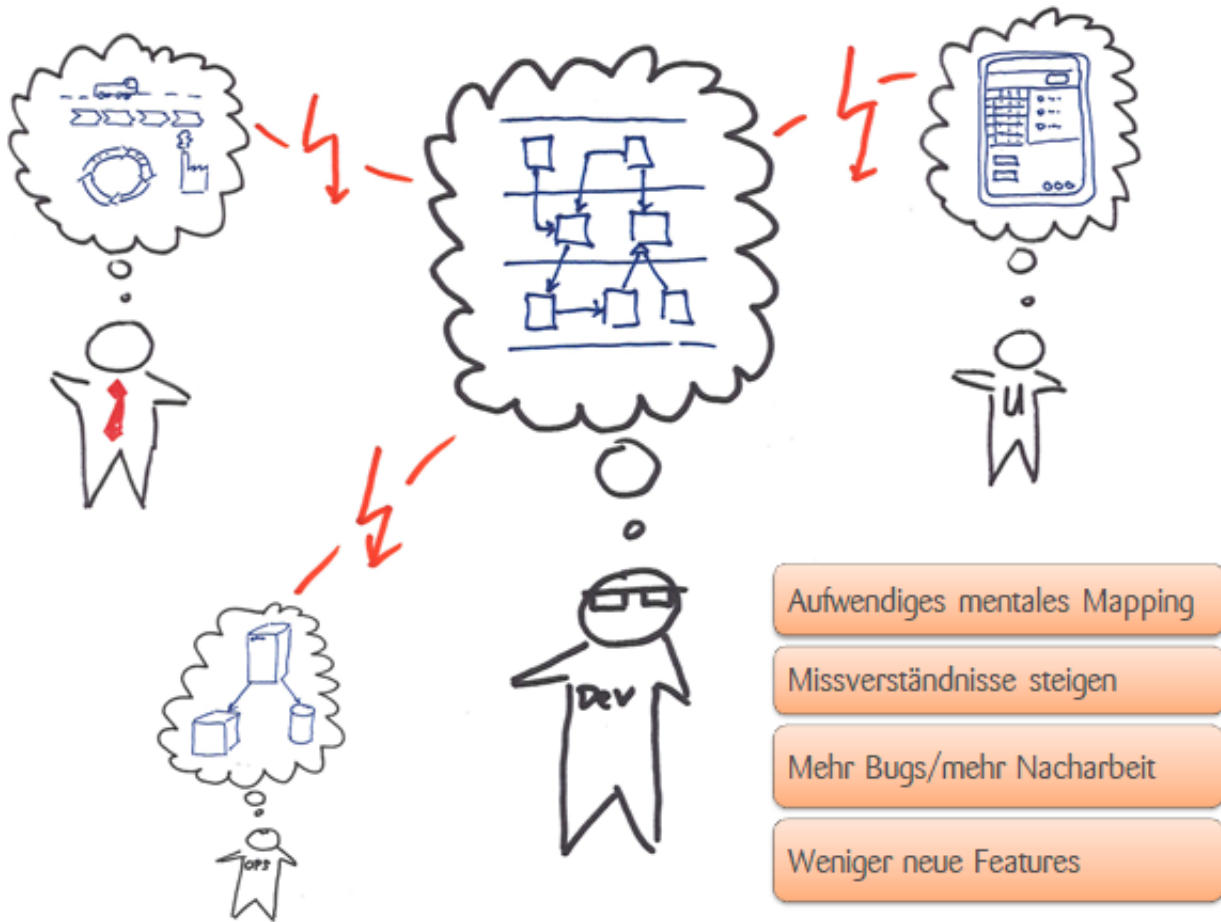 U
Dev
OPS
Aufwendiges mentales Mapping
Missverständnisse steigen
Mehr Bugs/mehr Nacharbeit
Weniger neue Features